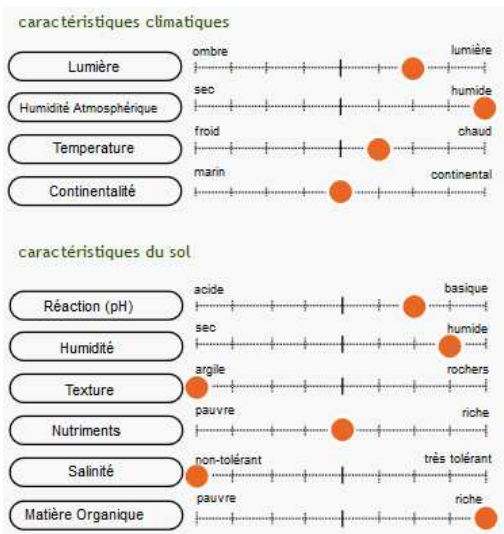 caractéristiques climatiques
ombre lumière
Lumière
sec humide
Humidité Atmosphérique
froid chaud
Temperature
marin continental
Continentalité
caractéristiques du sol
acide basique
Réaction (pH)
sec humide
Humidité
argile rochers
Texture
pauvre riche
Nutriments
non-tolérant très tolérant
Salinité
pauvre riche
Matière Organique